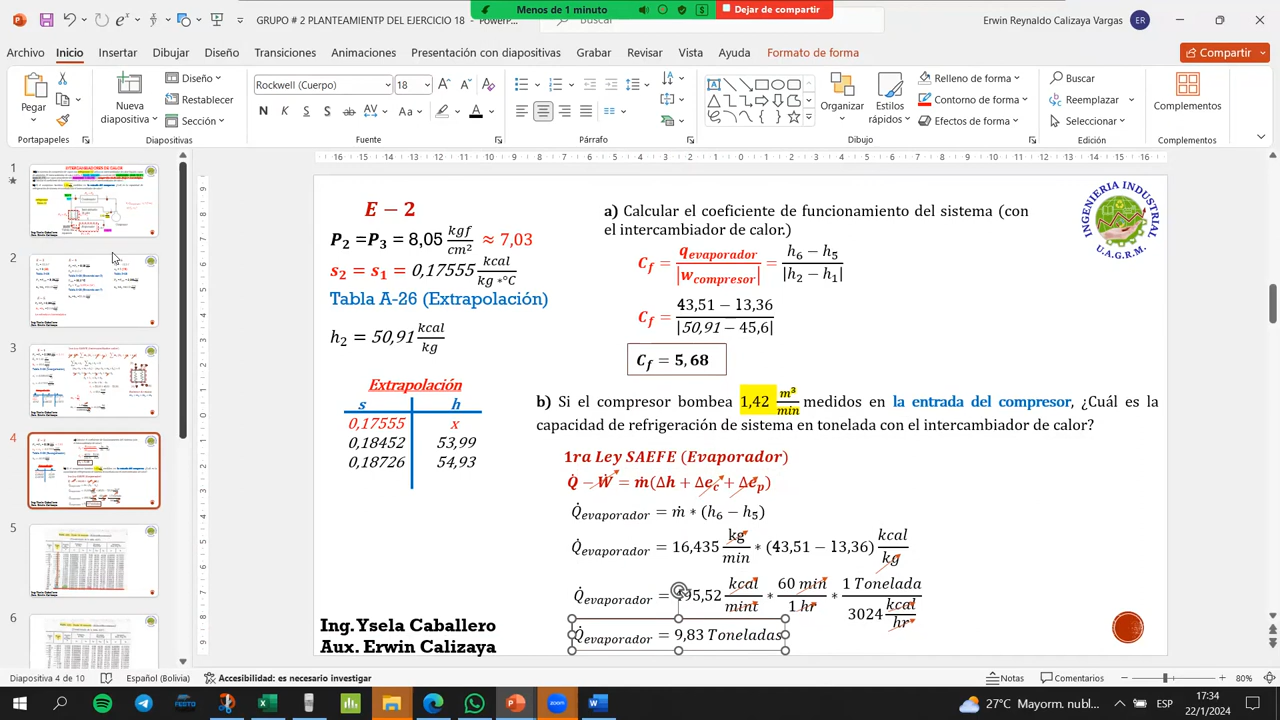 GRUPO # 2 PLANTEAMIENTP DEL EJERCICIO 18 - PowerP...
Menos de 1 minuto
Dejar de compartir
Buscar
Erwin Reynaldo Calizaya Vargas
ER
Archivo Inicio Insertar Dibujar Diseño Transiciones Animaciones Presentación con diapositivas Grabar Revisar Vista Ayuda Formato de forma
Compartir
Pegar
Nueva diapositiva
Diseño
Restablecer
Sección
Rockwell (Cuerpo) 18
Organizar
Estilos rápidos
Relleno de forma
Contorno de forma
Efectos de forma
Buscar
Reemplazar
Seleccionar
Complementos
Portapapeles Diapositivas Fuente Párrafo Dibujo Edición Complementos
E − 2
P₂ =P₃ = 8,05 kgf/cm² ≈ 7,03
s₂ = s₁ = 0,17555 kcal/kg *°C
Tabla A-26 (Extrapolación)
h₂ = 50,91 kcal/kg
Extrapolación
s h
0,17555 x
0,18452 53,99
0,18726 54,93
Ing. Ysela Caballero
Aux. Erwin Calizaya
a) Calcular el coeficiente de funcionamiento del sistema (con
el intercambiador de calor.)
C_f = q_evaporador/|w_compresor| = h₆ − h₅/|h₂ − h₁|
C_f = 43,51 − 13,36/|50,91 − 45,6|
C_f = 5,68
b) Si el compresor bombea 1,42 m³/min medidos en la entrada del compresor, ¿Cuál es la
capacidad de refrigeración de sistema en tonelada con el intercambiador de calor?
1ra Ley SAEFE (Evaporador)
Q̇ − Ẇ = ṁ(Δh + Δe_c + Δe_p)
Q̇_evaporador = ṁ ∗ (h₆ − h₅)
Q̇_evaporador = 16,435 kg/min ∗ (43,51 − 13,36) kcal/kg
Q̇_evaporador = 95,52 kcal/mint ∗ 60 min/1 hr ∗ 1 Tonelada/3024 kcal/hr
Q̇_evaporador = 9,83 Toneladas
INGENIERIA INDUSTRIAL
U.A.G.R.M.
2
3
4
5
Diapositiva 4 de 10
Español (Bolivia)
Accesibilidad: es necesario investigar
Notas
Comentarios
80%
27°C Mayorm. nubl...
ESP
17:34
22/1/2024